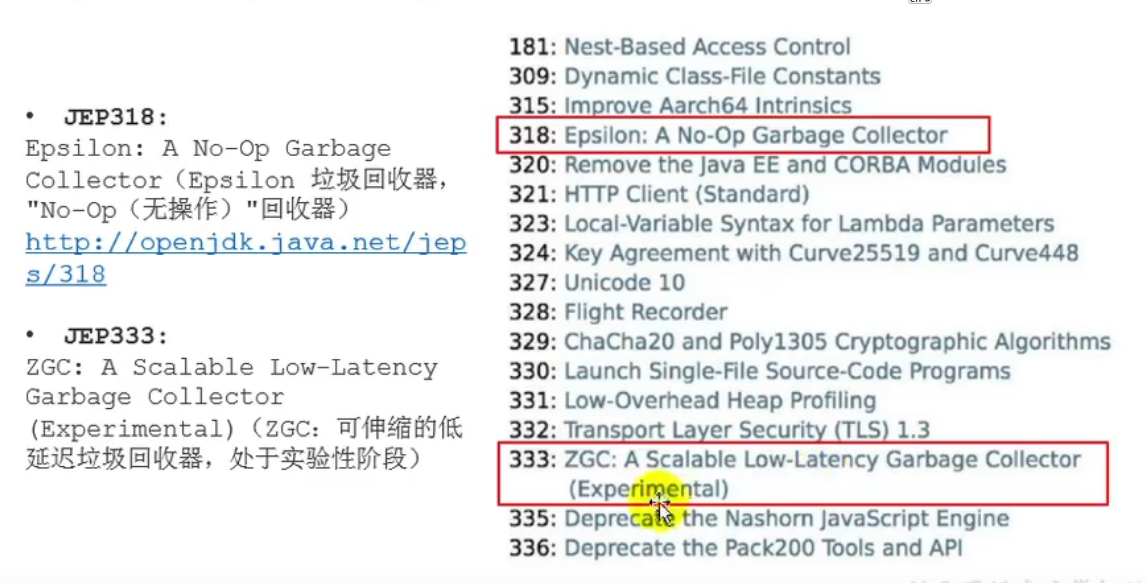 • JEP318:
Epsilon: A No-Op Garbage
Collector（Epsilon 垃圾回收器，
"No-Op（无操作）"回收器）
http://openjdk.java.net/jep
s/318
• JEP333:
ZGC: A Scalable Low-Latency
Garbage Collector
(Experimental)（ZGC: 可伸缩的低
延迟垃圾回收器，处于实验性阶段）
181: Nest-Based Access Control
309: Dynamic Class-File Constants
315: Improve Aarch64 Intrinsics
318: Epsilon: A No-Op Garbage Collector
320: Remove the Java EE and CORBA Modules
321: HTTP Client (Standard)
323: Local-Variable Syntax for Lambda Parameters
324: Key Agreement with Curve25519 and Curve448
327: Unicode 10
328: Flight Recorder
329: ChaCha20 and Poly1305 Cryptographic Algorithms
330: Launch Single-File Source-Code Programs
331: Low-Overhead Heap Profiling
332: Transport Layer Security (TLS) 1.3
333: ZGC: A Scalable Low-Latency Garbage Collector
(Experimental)
335: Deprecate the Nashorn JavaScript Engine
336: Deprecate the Pack200 Tools and API